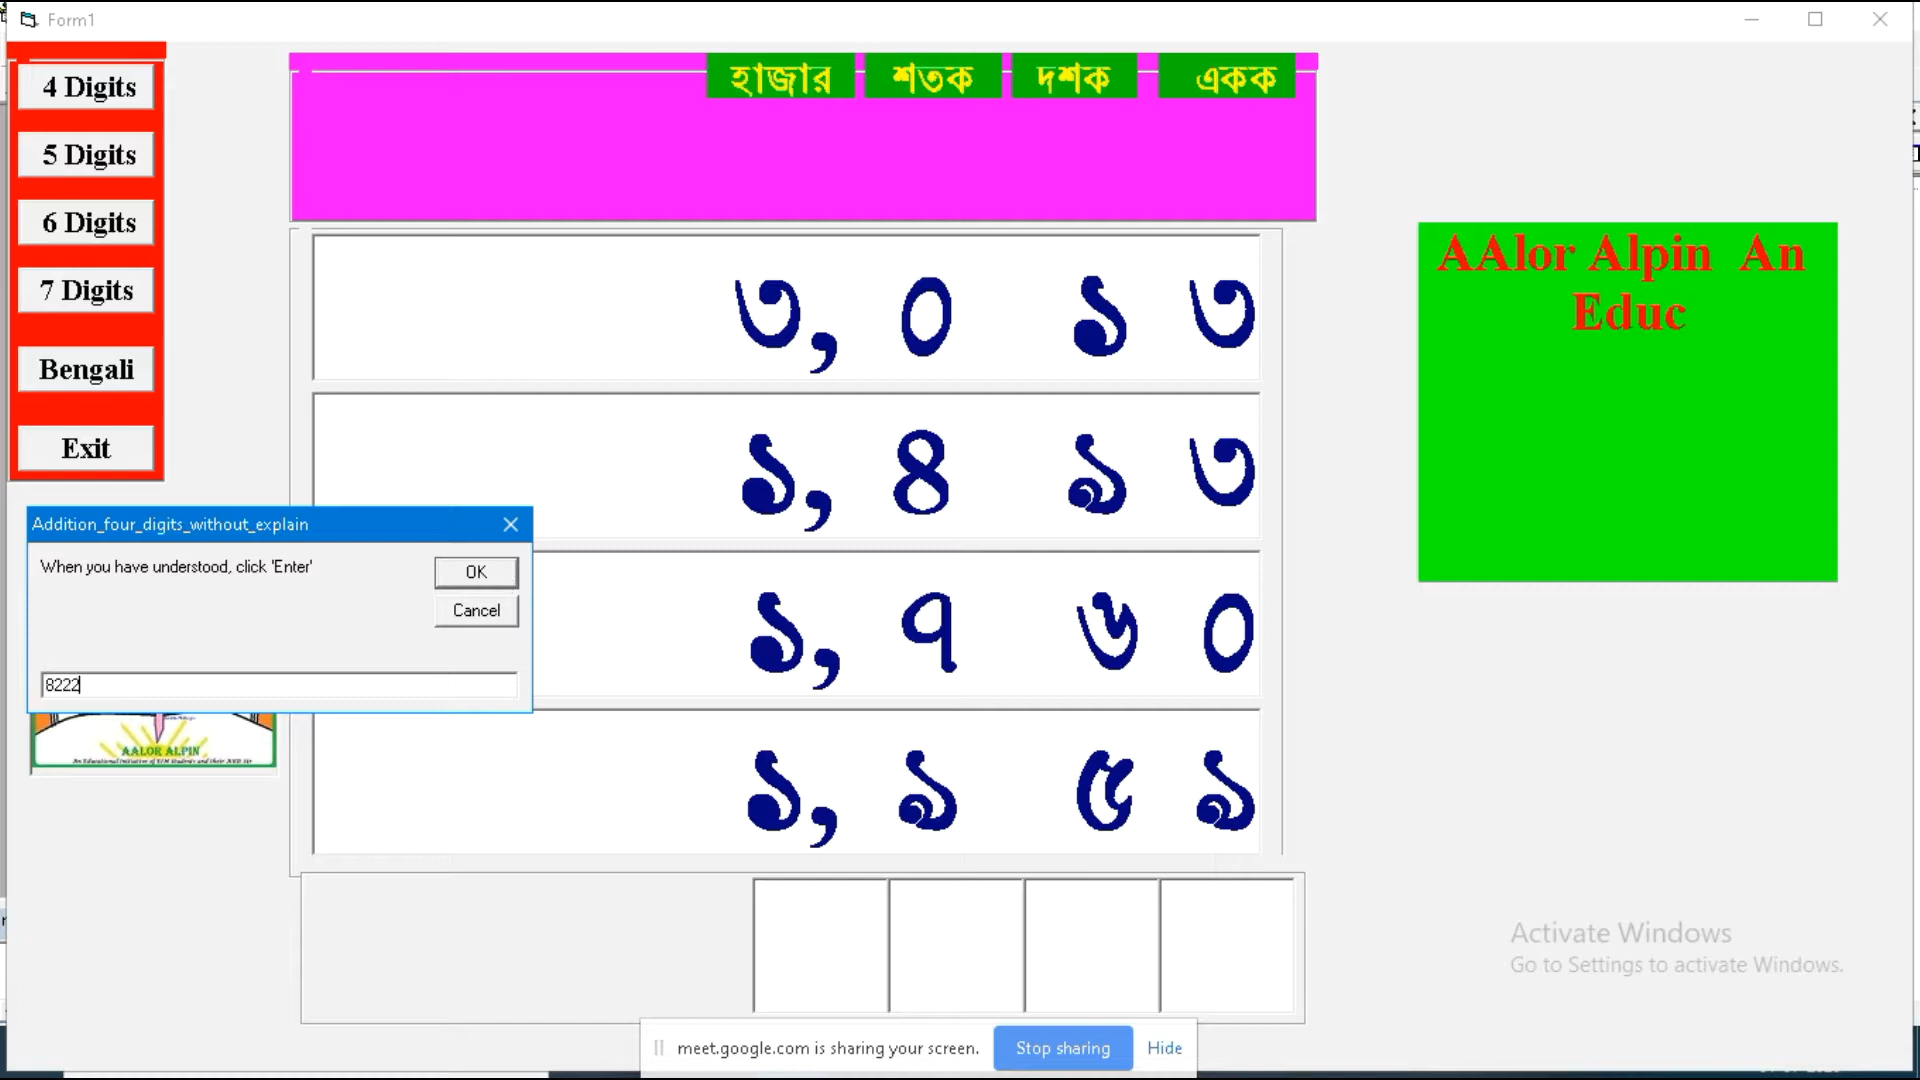 Form1
4 Digits
5 Digits
6 Digits
7 Digits
Bengali
Exit
হাজার শতক দশক একক
৩, ০ ১ ৩
১, ৪ ৯ ৩
১, ৭ ৬ ০
১, ৯ ৫ ৯
AAlor Alpin An
Educ
Addition_four_digits_without_explain
When you have understood, click 'Enter'
OK
Cancel
8222
AALOR ALPIN
Activate Windows
Go to Settings to activate Windows.
meet.google.com is sharing your screen. Stop sharing Hide